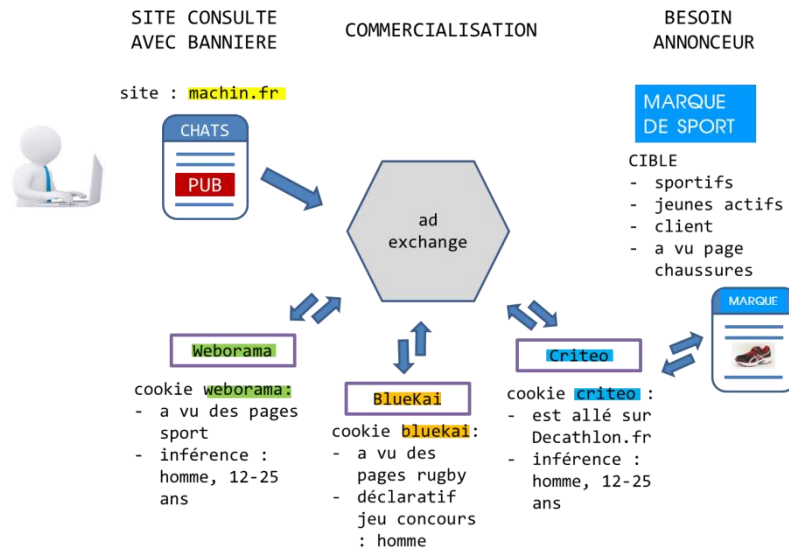 SITE CONSULTE
AVEC BANNIERE
COMMERCIALISATION
BESOIN
ANNONCEUR
site : machin.fr
CHATS
PUB
ad
exchange
MARQUE
DE SPORT
CIBLE
- sportifs
- jeunes actifs
- client
- a vu page
chaussures
MARQUE
Weborama
cookie weborama:
- a vu des pages
sport
- inférence :
homme, 12-25
ans
BlueKai
cookie bluekai:
- a vu des
pages rugby
- déclaratif
jeu concours
: homme
Criteo
cookie criteo :
- est allé sur
Decathlon.fr
- inférence :
homme, 12-25
ans